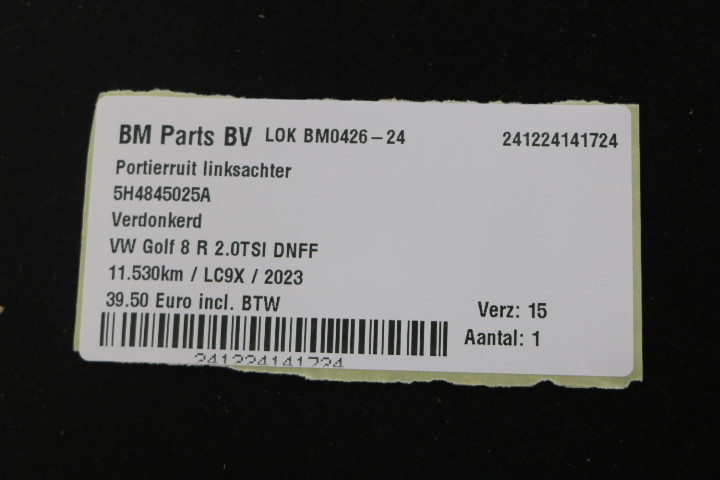 BM Parts BV LOK BM0426-24 241224141724
Portierruit linksachter
5H4845025A
Verdonkerd
VW Golf 8 R 2.0TSI DNFF
11.530km / LC9X / 2023
39.50 Euro incl. BTW
Verz: 15
Aantal: 1
241224141724